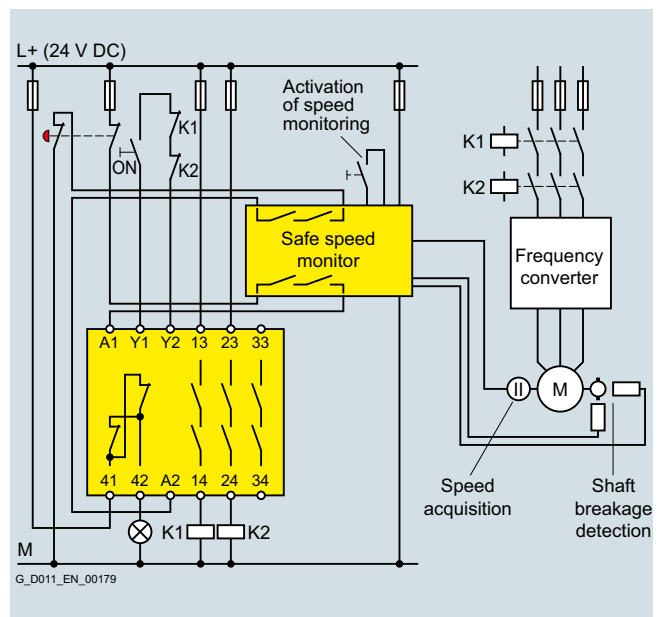 L+ (24 V DC)
Activation
of speed
monitoring
K1
K2
ON
K1
K2
Safe speed
monitor
Frequency
converter
A1 Y1 Y2 13 23 33
M
41 42 A2 14 24 34
K1 K2
Speed
acquisition
Shaft
breakage
detection
M
G_D011_EN_00179